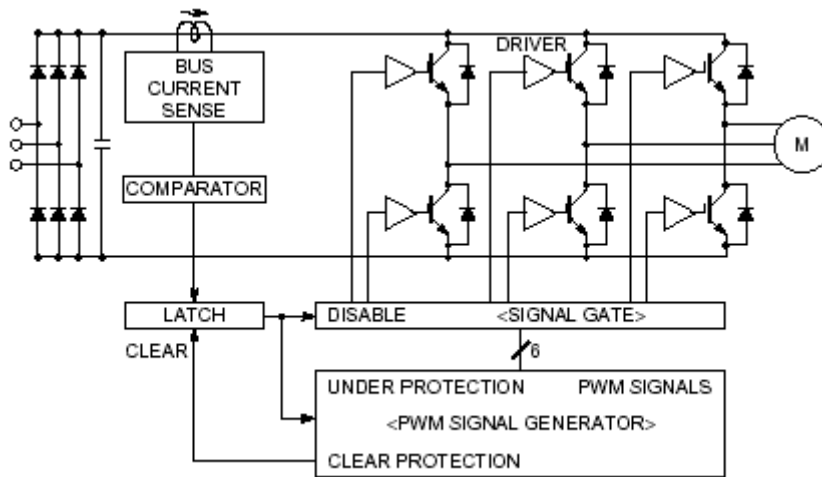 DRIVER
BUS
CURRENT
SENSE
M
COMPARATOR
LATCH
DISABLE <SIGNAL GATE>
CLEAR
6
UNDER PROTECTION PWM SIGNALS
<PWM SIGNAL GENERATOR>
CLEAR PROTECTION